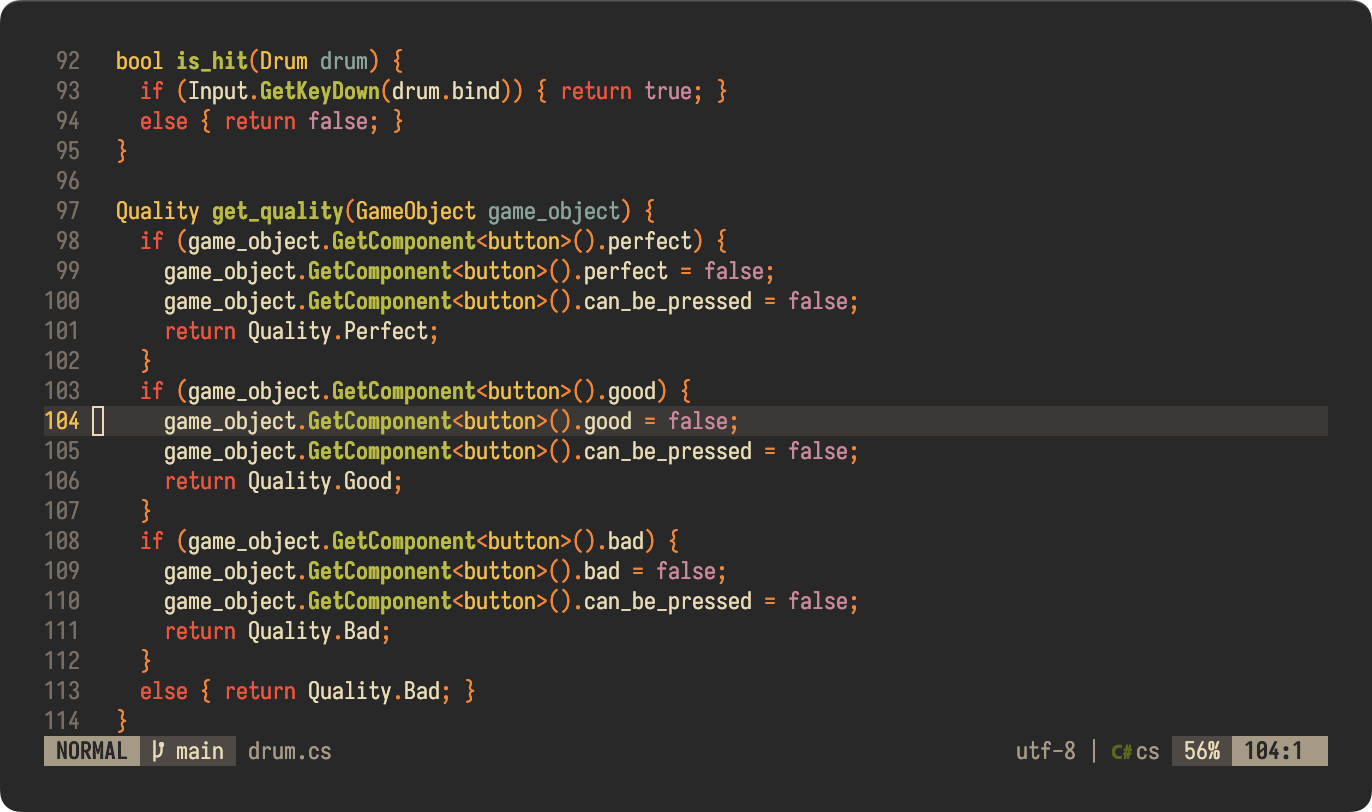 92   bool is_hit(Drum drum) {
93     if (Input.GetKeyDown(drum.bind)) { return true; }
94     else { return false; }
95   }
96
97   Quality get_quality(GameObject game_object) {
98     if (game_object.GetComponent<button>().perfect) {
99       game_object.GetComponent<button>().perfect = false;
100       game_object.GetComponent<button>().can_be_pressed = false;
101       return Quality.Perfect;
102     }
103     if (game_object.GetComponent<button>().good) {
104       game_object.GetComponent<button>().good = false;
105       game_object.GetComponent<button>().can_be_pressed = false;
106       return Quality.Good;
107     }
108     if (game_object.GetComponent<button>().bad) {
109       game_object.GetComponent<button>().bad = false;
110       game_object.GetComponent<button>().can_be_pressed = false;
111       return Quality.Bad;
112     }
113     else { return Quality.Bad; }
114   }
NORMAL main drum.cs utf-8 | C# cs 56% 104:1